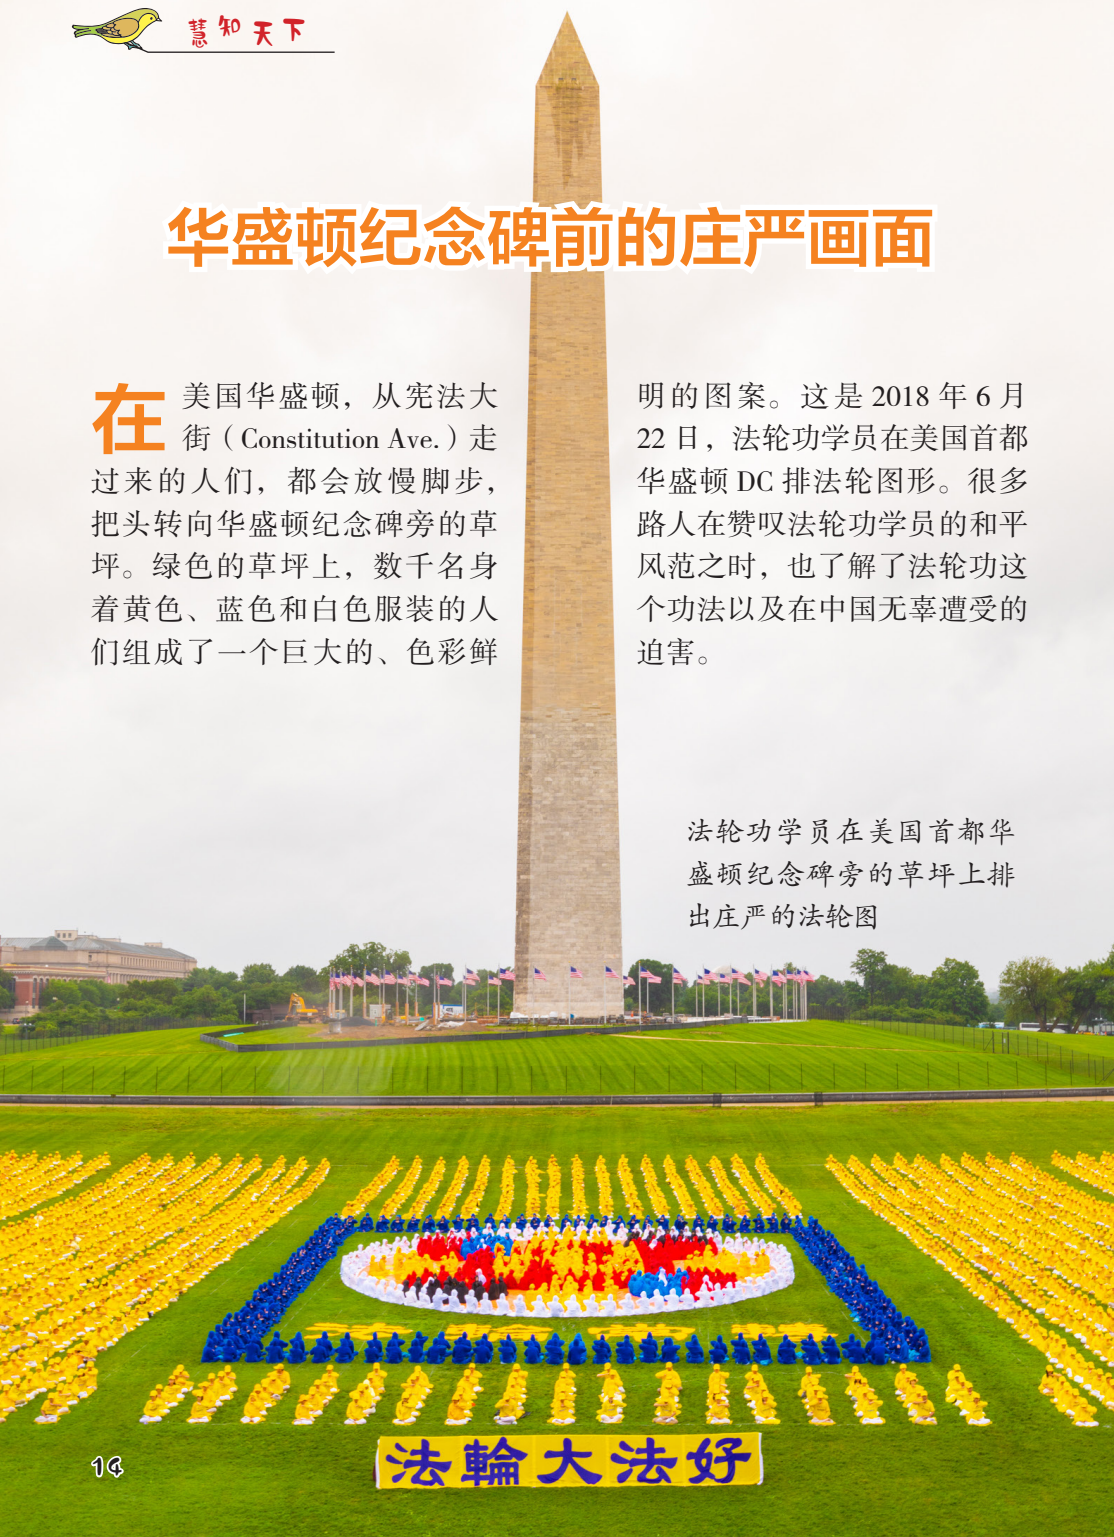 慧知天下
华盛顿纪念碑前的庄严画面
在美国华盛顿，从宪法大
街（Constitution Ave.）走
过来的人们，都会放慢脚步，
把头转向华盛顿纪念碑旁的草
坪。绿色的草坪上，数千名身
着黄色、蓝色和白色服装的人
们组成了一个巨大的、色彩鲜
明的图案。这是 2018 年 6 月
22 日，法轮功学员在美国首都
华盛顿 DC 排法轮图形。很多
路人在赞叹法轮功学员的和平
风范之时，也了解了法轮功这
个功法以及在中国无辜遭受的
迫害。
法轮功学员在美国首都华
盛顿纪念碑旁的草坪上排
出庄严的法轮图
法輪大法好
14